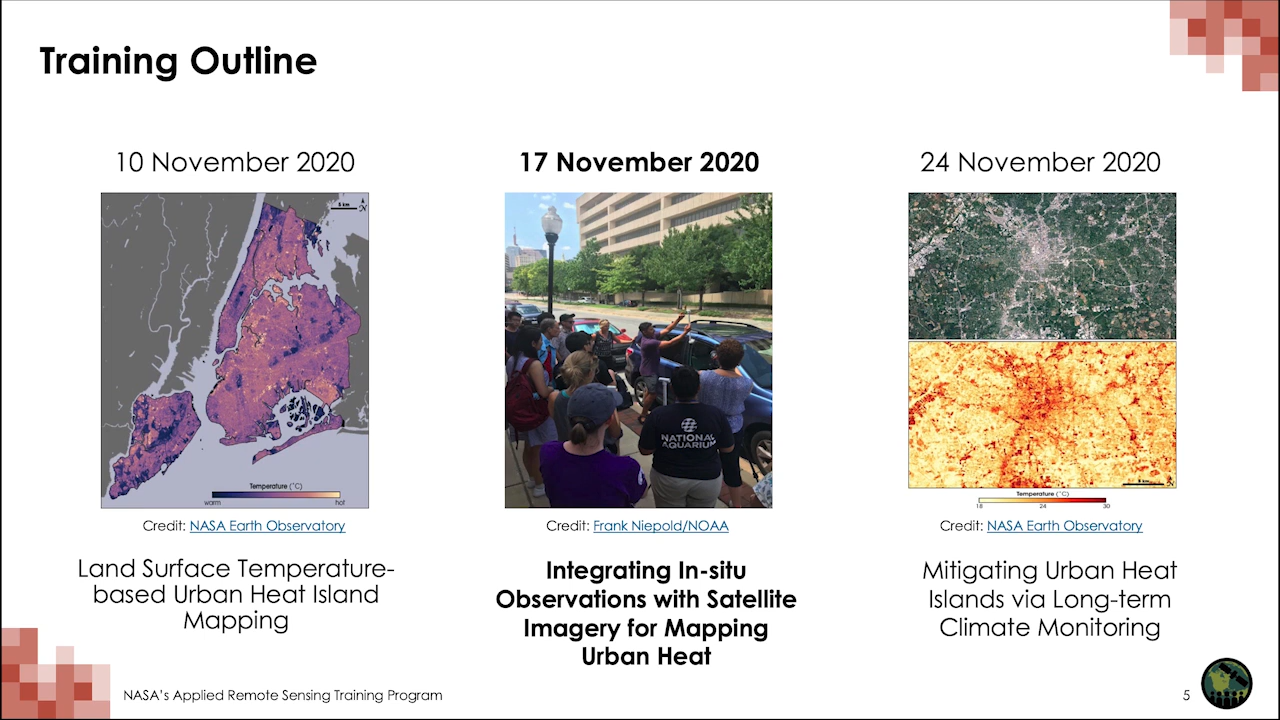 Training Outline
10 November 2020
17 November 2020
24 November 2020
5 km
N
Temperature (°C)
warm
hot
NATIONAL
AQUARIUM
5 km
N
Temperature (°C)
18
24
30
Credit: NASA Earth Observatory
Credit: Frank Niepold/NOAA
Credit: NASA Earth Observatory
Land Surface Temperature-
based Urban Heat Island
Mapping
Integrating In-situ
Observations with Satellite
Imagery for Mapping
Urban Heat
Mitigating Urban Heat
Islands via Long-term
Climate Monitoring
NASA's Applied Remote Sensing Training Program
5